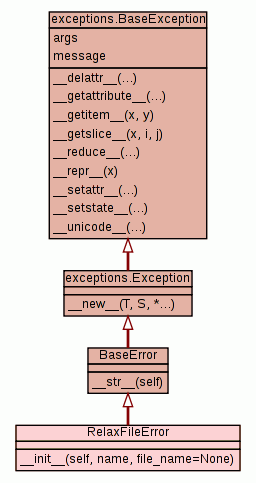 exceptions.BaseException
args
message
__delattr__(...)
__getattribute__(...)
__getitem__(x, y)
__getslice__(x, i, j)
__reduce__(...)
__repr__(x)
__setattr__(...)
__setstate__(...)
__unicode__(...)
exceptions.Exception
__new__(T, S, *...)
BaseError
__str__(self)
RelaxFileError
__init__(self, name, file_name=None)